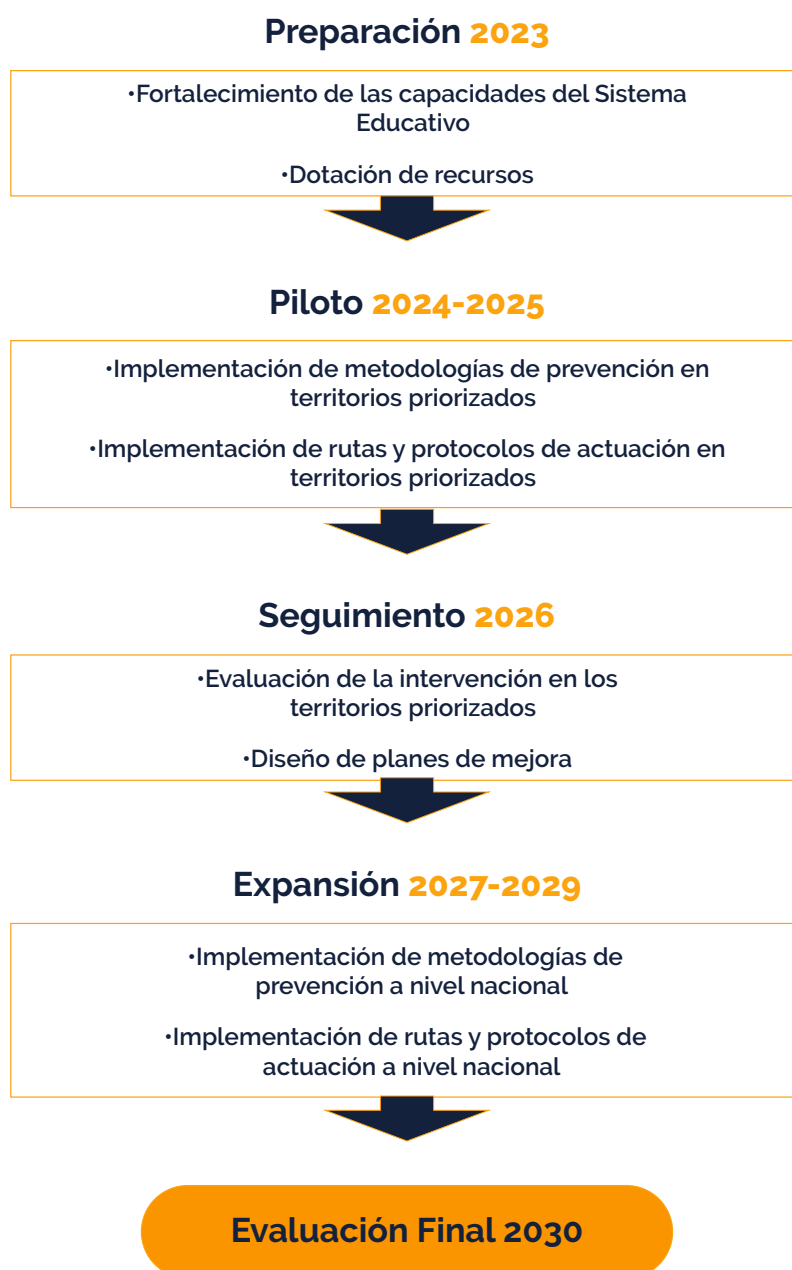 Preparación 2023
•Fortalecimiento de las capacidades del Sistema
Educativo
•Dotación de recursos
Piloto 2024-2025
•Implementación de metodologías de prevención en
territorios priorizados
•Implementación de rutas y protocolos de actuación en
territorios priorizados
Seguimiento 2026
•Evaluación de la intervención en los
territorios priorizados
•Diseño de planes de mejora
Expansión 2027-2029
•Implementación de metodologías de
prevención a nivel nacional
•Implementación de rutas y protocolos de
actuación a nivel nacional
Evaluación Final 2030